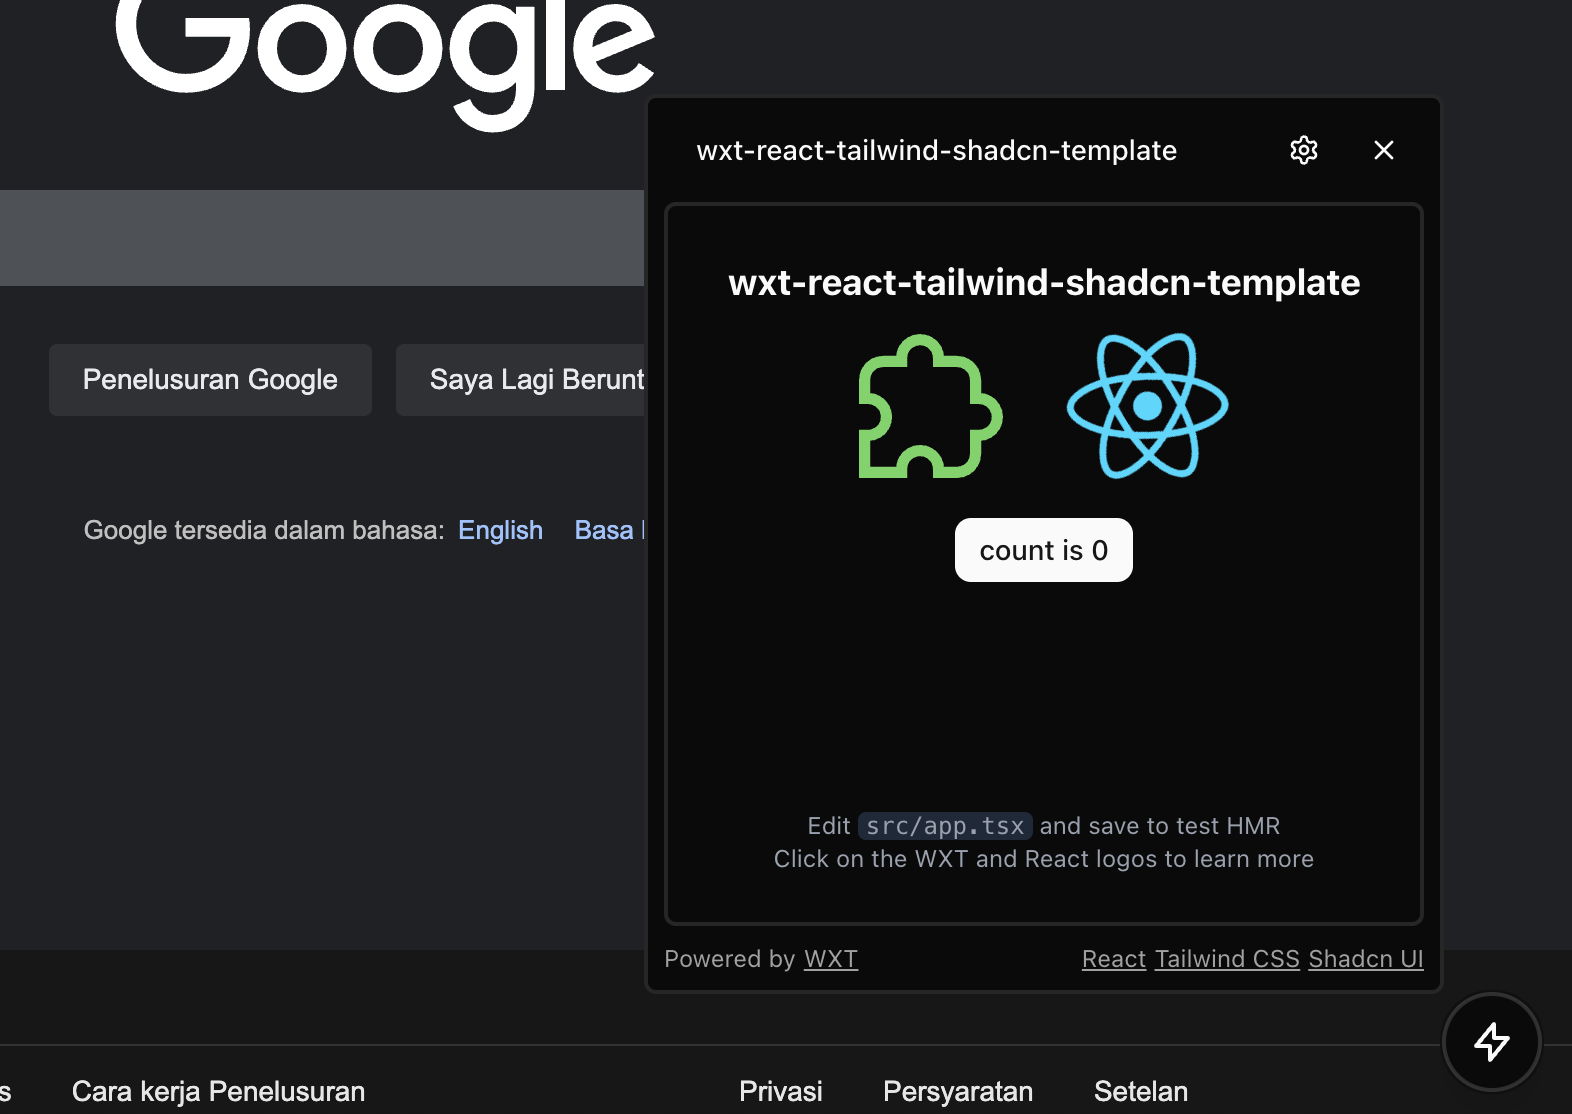 Google
wxt-react-tailwind-shadcn-template
wxt-react-tailwind-shadcn-template
Penelusuran Google
Saya Lagi
count is 0
Google tersedia dalam bahasa: English Basa
Edit src/app.tsx and save to test HMR
Click on the WXT and React logos to learn more
Powered by WXT
React Tailwind CSS Shadcn UI
Cara kerja Penelusuran
Privasi
Persyaratan
Setelan